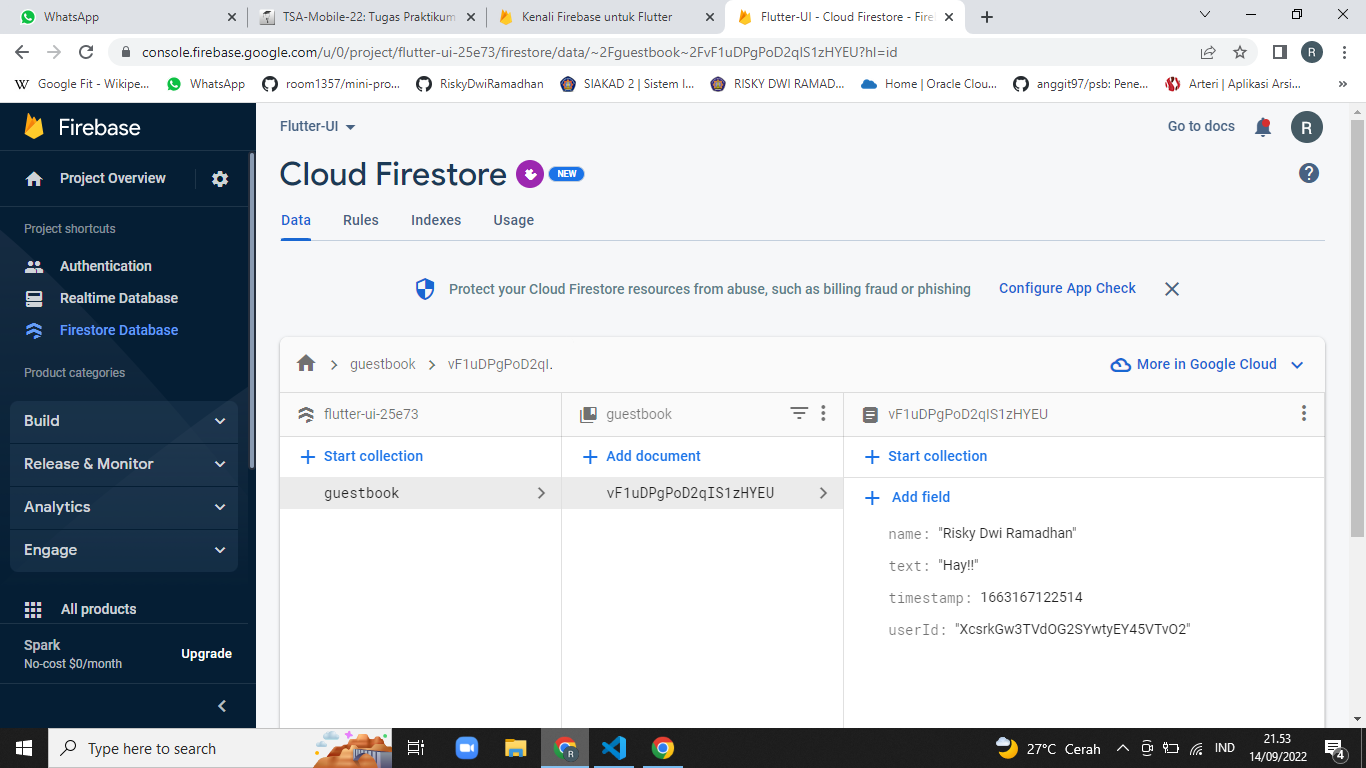 WhatsApp
TSA-Mobile-22: Tugas Praktikum
Kenali Firebase untuk Flutter
Flutter-UI - Cloud Firestore - Fire
console.firebase.google.com/u/0/project/flutter-ui-25e73/firestore/data/~2Fguestbook~2FvF1uDPgPoD2qIS1zHYEU?hl=id
R
W Google Fit - Wikipe...
WhatsApp
room1357/mini-pro...
RiskyDwiRamadhan
SIAKAD 2 | Sistem I...
RISKY DWI RAMAD...
Home | Oracle Clou...
anggit97/psb: Pene...
Arteri | Aplikasi Arsi...
»
Firebase
Project Overview
Project shortcuts
Authentication
Realtime Database
Firestore Database
Product categories
Build
Release & Monitor
Analytics
Engage
All products
Spark
No-cost $0/month
Upgrade
Flutter-UI
Go to docs
R
Cloud Firestore
NEW
?
Data
Rules
Indexes
Usage
Protect your Cloud Firestore resources from abuse, such as billing fraud or phishing
Configure App Check
guestbook
vF1uDPgPoD2qI.
More in Google Cloud
flutter-ui-25e73
Start collection
guestbook
guestbook
Add document
vF1uDPgPoD2qIS1zHYEU
vF1uDPgPoD2qIS1zHYEU
Start collection
Add field
name: "Risky Dwi Ramadhan"
text: "Hay!!"
timestamp: 1663167122514
userId: "XcsrkGw3TVdOG2SYwtyEY45VTvO2"
Type here to search
R
27°C Cerah
IND
21.53
14/09/2022
4